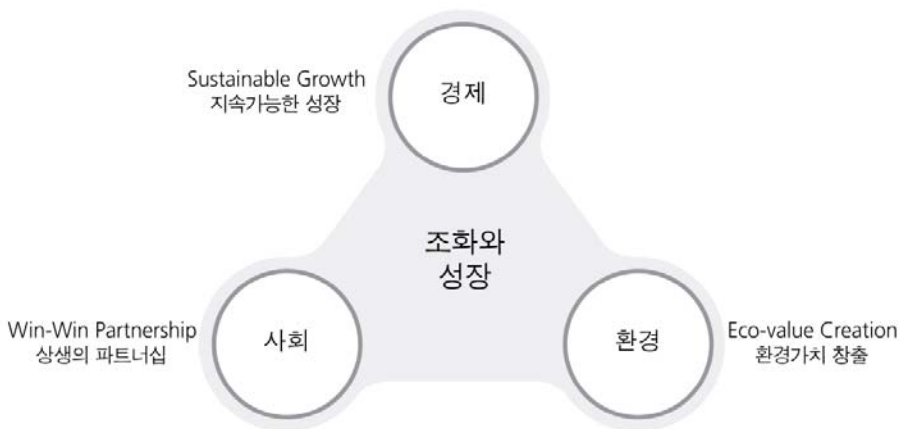 Sustainable Growth
지속가능한 성장
경제
조화와
성장
Win-Win Partnership
상생의 파트너십
사회
환경
Eco-value Creation
환경가치 창출